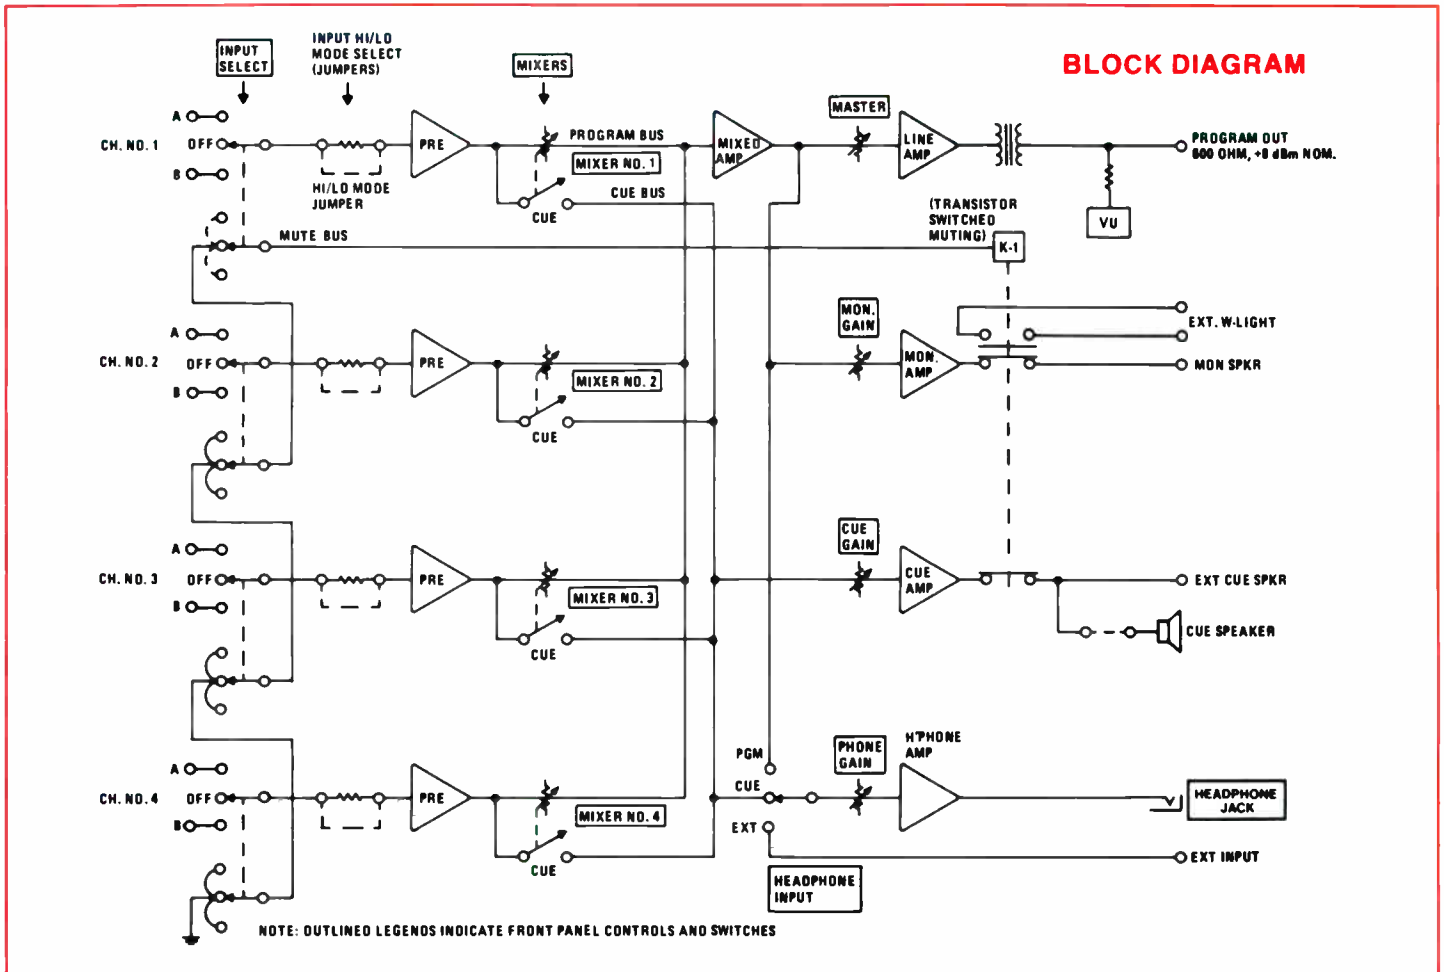 BLOCK DIAGRAM
INPUT
SELECT
INPUT HI/LO
MODE SELECT
(JUMPERS)
MIXERS
MASTER
A
CH. NO. 1
OFF
B
HI/LO MODE
JUMPER
PRE
PROGRAM BUS
MIXER NO. 1
CUE BUS
CUE
MIXED
AMP
LINE
AMP
PROGRAM OUT
600 OHM, +8 dBm NOM.
VU
MUTE BUS
(TRANSISTOR
SWITCHED
MUTING)
K-1
A
CH. NO. 2
OFF
B
PRE
MIXER NO. 2
CUE
MON.
GAIN
MON.
AMP
EXT. W-LIGHT
MON SPKR
A
CH. NO. 3
OFF
B
PRE
MIXER NO. 3
CUE
CUE
GAIN
CUE
AMP
EXT CUE SPKR
CUE SPEAKER
A
CH. NO. 4
OFF
B
PRE
MIXER NO. 4
CUE
PGM
CUE
EXT
HEADPHONE
INPUT
PHONE
GAIN
H'PHONE
AMP
HEADPHONE
JACK
EXT INPUT
NOTE: OUTLINED LEGENDS INDICATE FRONT PANEL CONTROLS AND SWITCHES